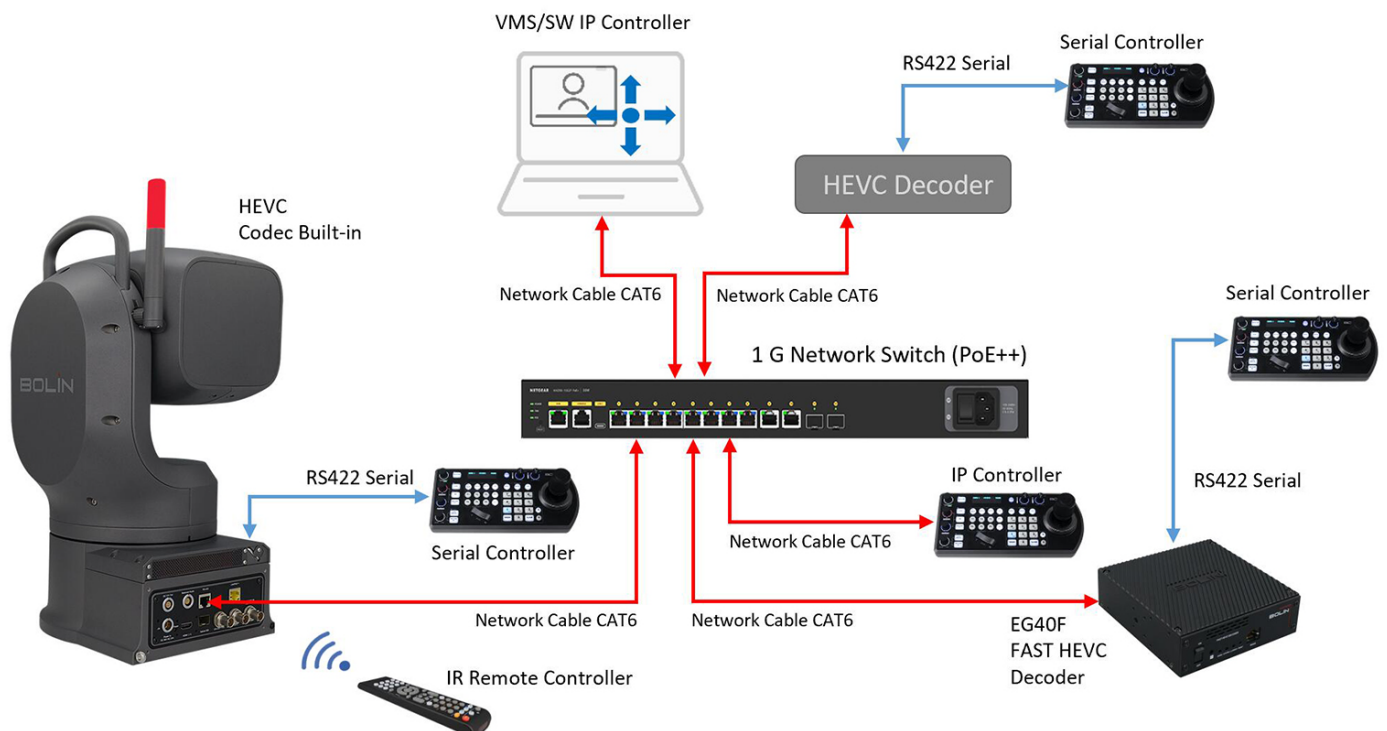 VMS/SW IP Controller
Serial Controller
RS422 Serial
HEVC Decoder
HEVC
Codec Built-in
Network Cable CAT6
Network Cable CAT6
Serial Controller
1 G Network Switch (PoE++)
NETGEAR
BOLIN
RS422 Serial
Serial Controller
IP Controller
RS422 Serial
Network Cable CAT6
Network Cable CAT6
Network Cable CAT6
EG40F
FAST HEVC
Decoder
BOLIN
IR Remote Controller